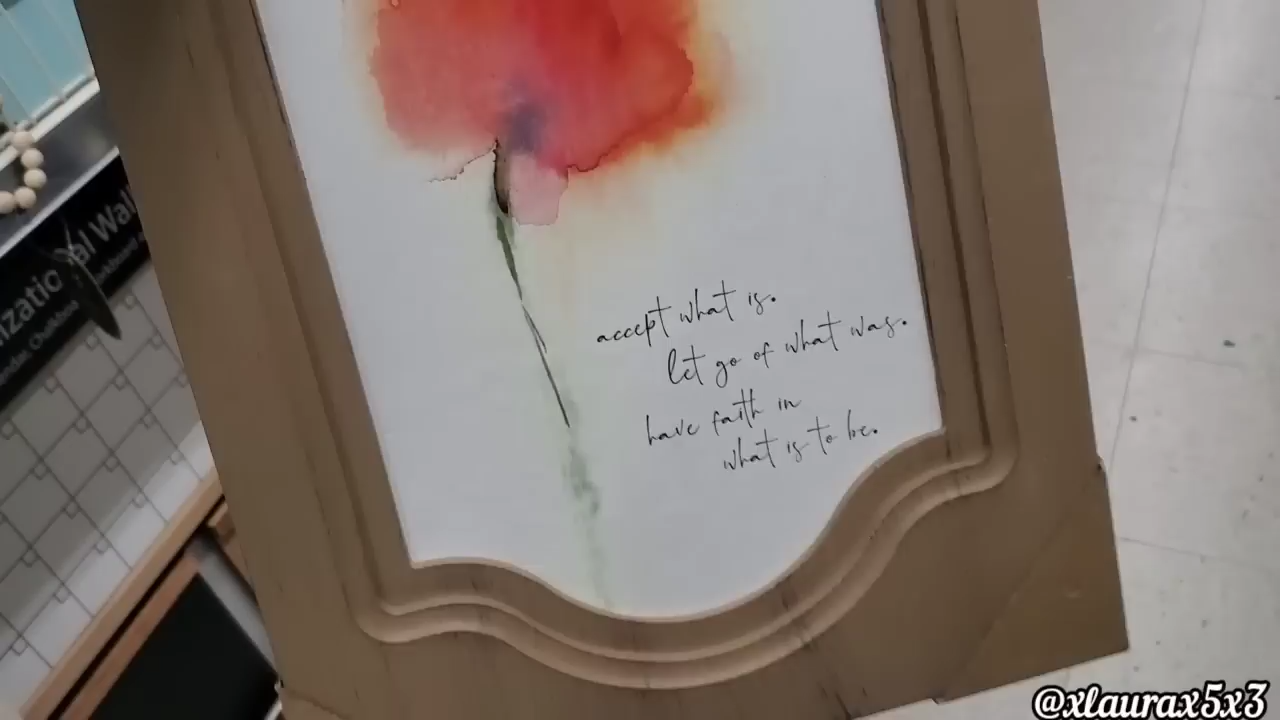 accept what is.
let go of what was.
have faith in
what is to be.
@xlaurax5x3